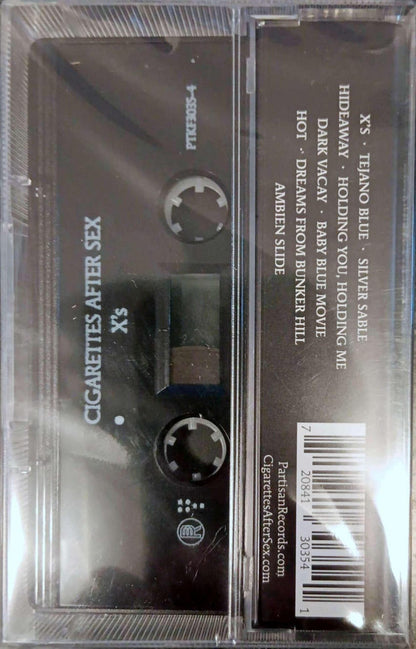 PTKF3035-4
CIGARETTES AFTER SEX
X's
X'S · TEJANO BLUE · SILVER SABLE
HIDEAWAY · HOLDING YOU, HOLDING ME
DARK VACAY · BABY BLUE MOVIE
HOT · DREAMS FROM BUNKER HILL
AMBIEN SLIDE
7 20841 30354 1
PartisanRecords.com
CigarettesAfterSex.com